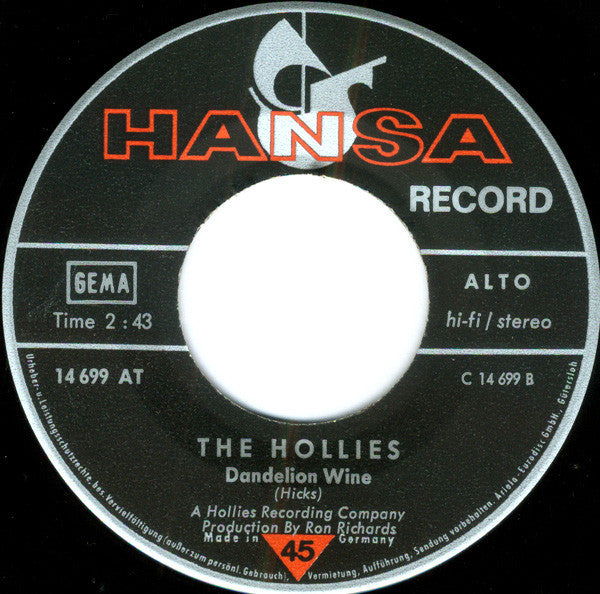 HANSA
RECORD
GEMA
ALTO
Time 2:43
hi-fi / stereo
14 699 AT
C 14 699 B
THE HOLLIES
Dandelion Wine
(Hicks)
A Hollies Recording Company
Production By Ron Richards
Made in Germany
45
Urheber- u. Leistungsschutzrechte, bes. Vervielfältigung (außer zum persönl. Gebrauch), Vermietung, Aufführung, Sendung vorbehalten. Ariola-Eurodisc GmbH., Gütersloh